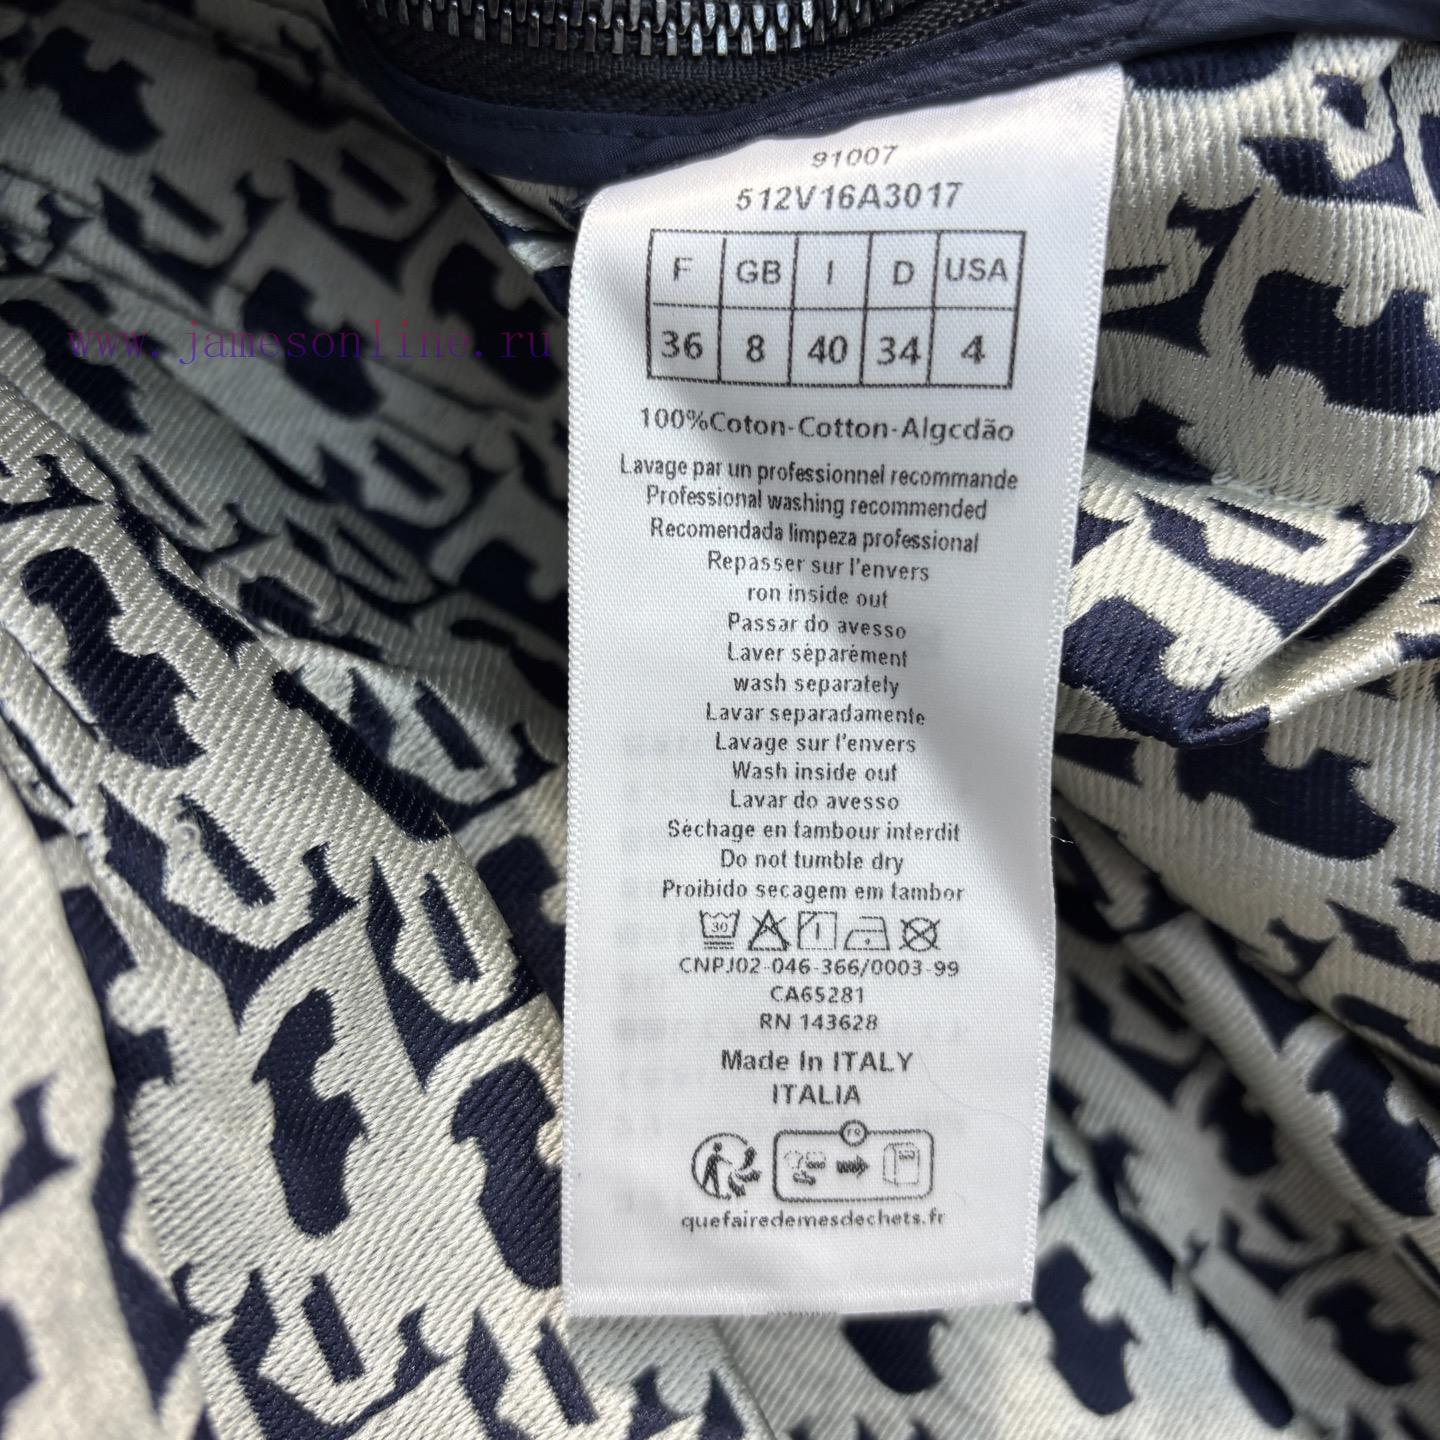 91007
512V16A3017
F GB I D USA
36 8 40 34 4
100%Coton-Cotton-Algcdão
Lavage par un professionnel recommande
Professional washing recommended
Recomendada limpeza professional
Repasser sur l'envers
ron inside out
Passar do avesso
Laver séparément
wash separately
Lavar separadamente
Lavage sur l'envers
Wash inside out
Lavar do avesso
Séchage en tambour interdit
Do not tumble dry
Proibido secagem em tambor
30
CNPJ02-046-366/0003-99
CA65281
RN 143628
Made In ITALY
ITALIA
FR
quefairedemesdechets.fr
www.jamesonline.ru